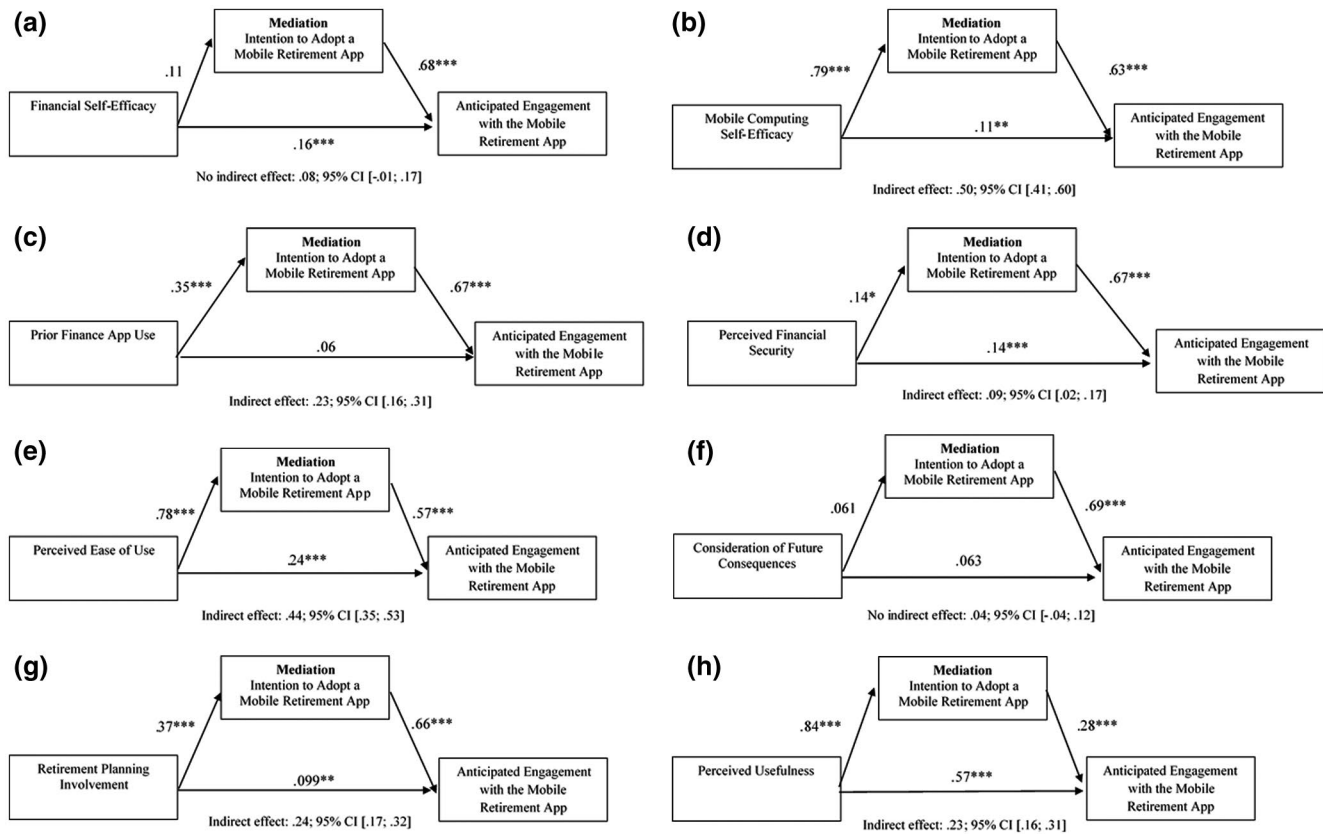 (a)
Mediation
Intention to Adopt a
Mobile Retirement App
.11
.68***
Financial Self-Efficacy
.16***
Anticipated Engagement
with the Mobile
Retirement App
No indirect effect: .08; 95% CI [-.01; .17]
(b)
Mediation
Intention to Adopt a
Mobile Retirement App
.79***
.63***
Mobile Computing
Self-Efficacy
.11**
Anticipated Engagement
with the Mobile
Retirement App
Indirect effect: .50; 95% CI [.41; .60]
(c)
Mediation
Intention to Adopt a
Mobile Retirement App
.35***
.67***
Prior Finance App Use
.06
Anticipated Engagement
with the Mobile
Retirement App
Indirect effect: .23; 95% CI [.16; .31]
(d)
Mediation
Intention to Adopt a
Mobile Retirement App
.14*
.67***
Perceived Financial
Security
.14***
Anticipated Engagement
with the Mobile
Retirement App
Indirect effect: .09; 95% CI [.02; .17]
(e)
Mediation
Intention to Adopt a
Mobile Retirement App
.78***
.57***
Perceived Ease of Use
.24***
Anticipated Engagement
with the Mobile
Retirement App
Indirect effect: .44; 95% CI [.35; .53]
(f)
Mediation
Intention to Adopt a
Mobile Retirement App
.061
.69***
Consideration of Future
Consequences
.063
Anticipated Engagement
with the Mobile
Retirement App
No indirect effect: .04; 95% CI [-.04; .12]
(g)
Mediation
Intention to Adopt a
Mobile Retirement App
.37***
.66***
Retirement Planning
Involvement
.099**
Anticipated Engagement
with the Mobile
Retirement App
Indirect effect: .24; 95% CI [.17; .32]
(h)
Mediation
Intention to Adopt a
Mobile Retirement App
.84***
.28***
Perceived Usefulness
.57***
Anticipated Engagement
with the Mobile
Retirement App
Indirect effect: .23; 95% CI [.16; .31]